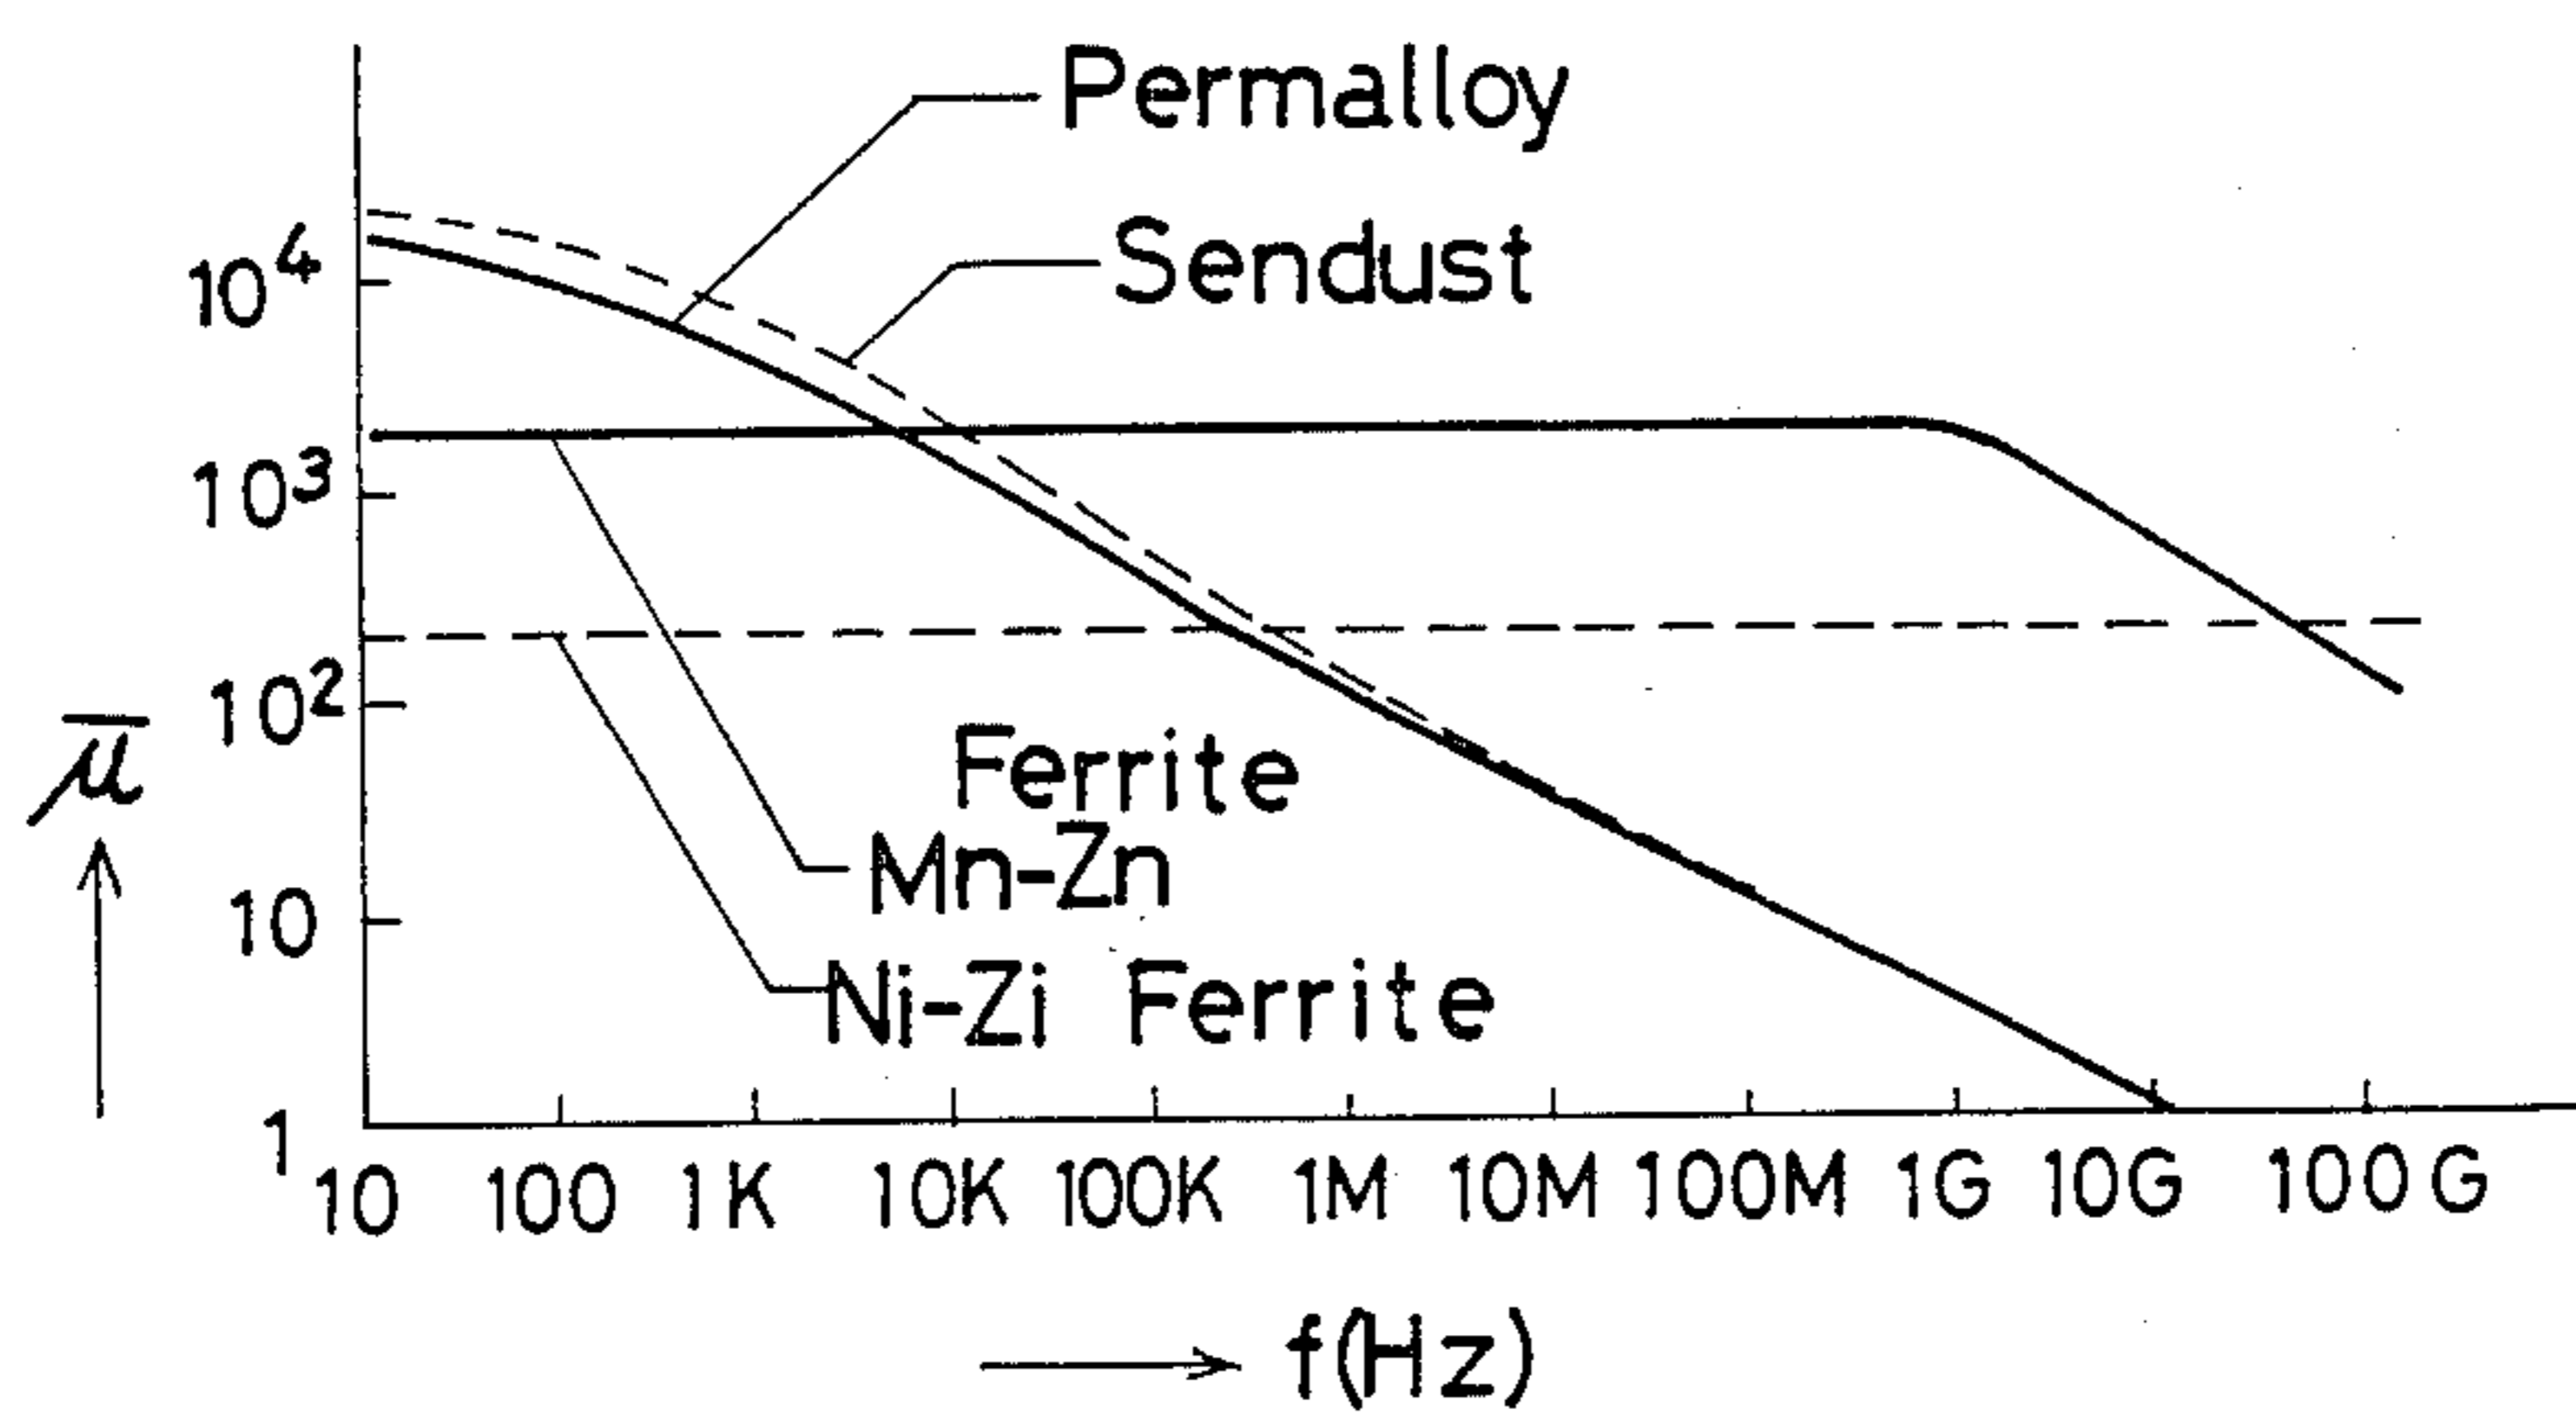 Permalloy
Sendust
10⁴
10³
10²
10
1
μ̅
Ferrite
Mn-Zn
Ni-Zi Ferrite
10 100 1K 10K 100K 1M 10M 100M 1G 10G 100G
f(Hz)